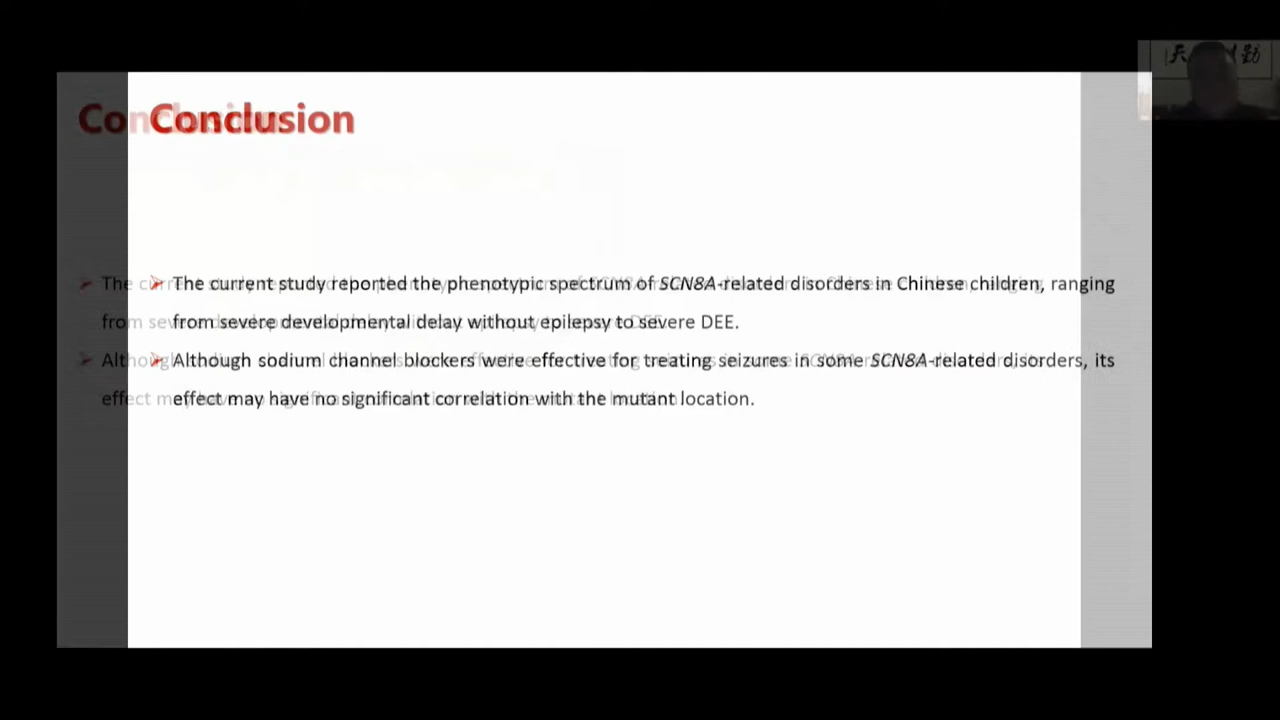 Conclusion
The current study reported the phenotypic spectrum of SCN8A-related disorders in Chinese children, ranging
from severe developmental delay without epilepsy to severe DEE.
Although sodium channel blockers were effective for treating seizures in some SCN8A-related disorders, its
effect may have no significant correlation with the mutant location.